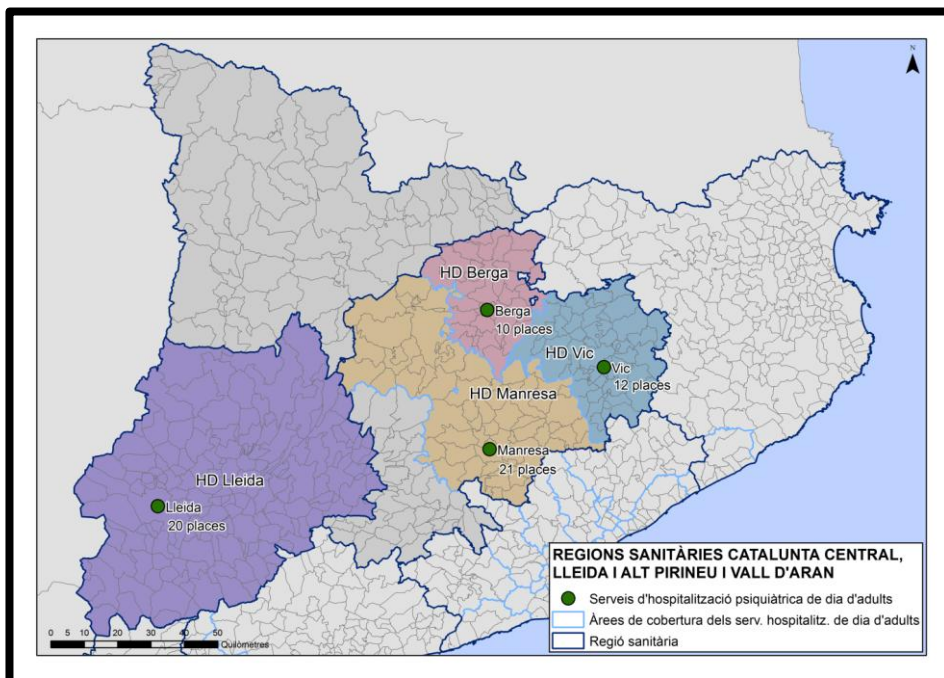 N
HD Berga
Berga
10 places
HD Vic
Vic
12 places
HD Manresa
Manresa
21 places
HD Lleida
Lleida
20 places
REGIONS SANITÀRIES CATALUNTA CENTRAL,
LLEIDA I ALT PIRINEU I VALL D'ARAN
Serveis d'hospitalització psiquiàtrica de dia d'adults
Àrees de cobertura dels serv. hospitalitz. de dia d'adults
Regió sanitària
0 5 10 20 30 40 50
Quilòmetres